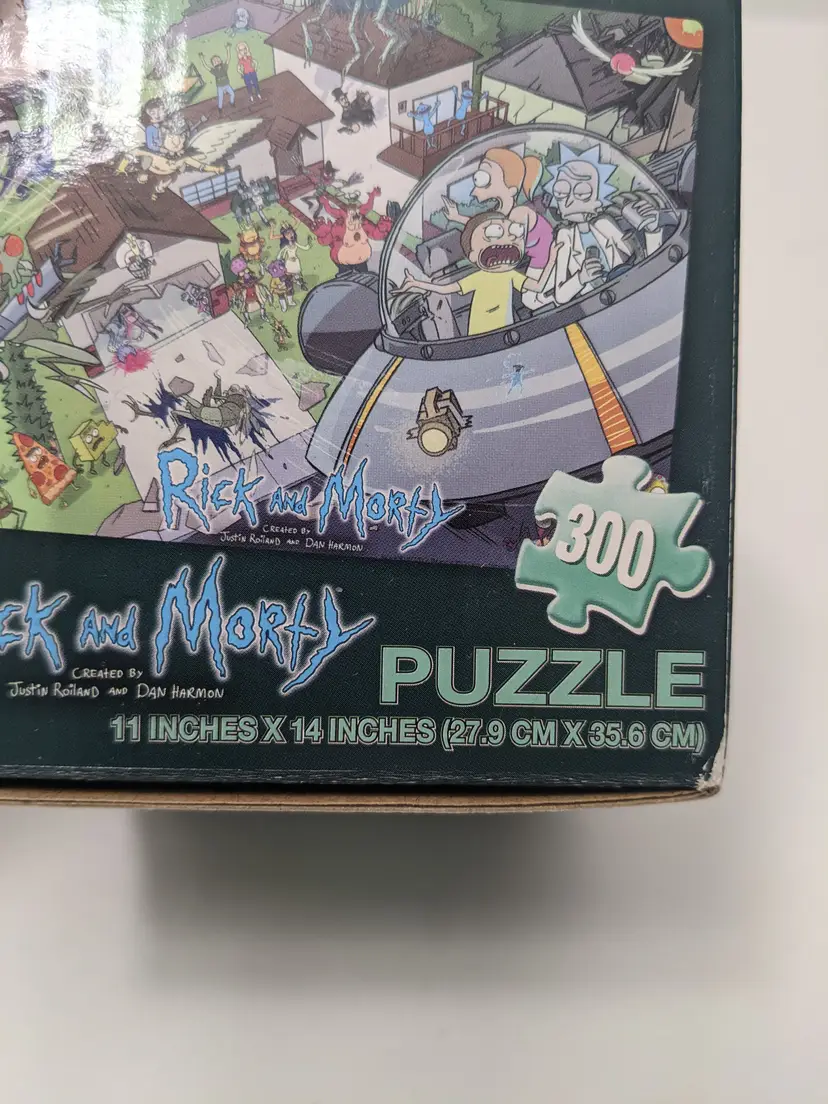 Rick and Morty
Created by
Justin Roiland and Dan Harmon
300
ck and Morty
Created by
Justin Roiland and Dan Harmon
PUZZLE
11 INCHES X 14 INCHES (27.9 CM X 35.6 CM)